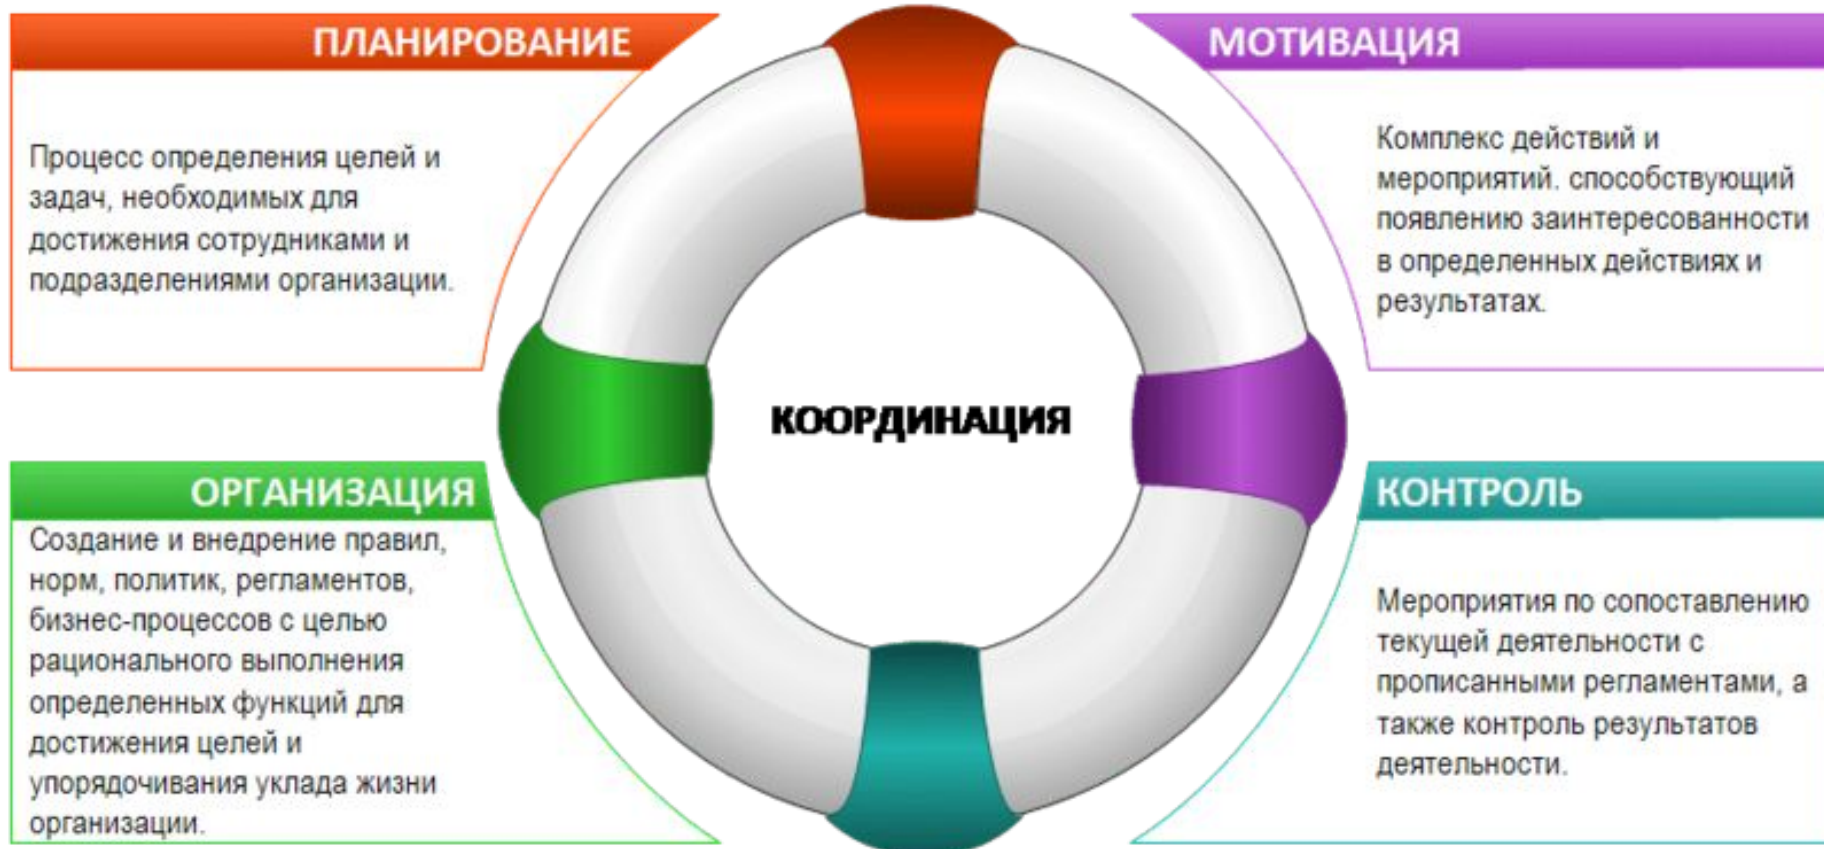 ПЛАНИРОВАНИЕ
Процесс определения целей и
задач, необходимых для
достижения сотрудниками и
подразделениями организации.
МОТИВАЦИЯ
Комплекс действий и
мероприятий. способствующий
появлению заинтересованности
в определенных действиях и
результатах.
КООРДИНАЦИЯ
ОРГАНИЗАЦИЯ
Создание и внедрение правил,
норм, политик, регламентов,
бизнес-процессов с целью
рационального выполнения
определенных функций для
достижения целей и
упорядочивания уклада жизни
организации.
КОНТРОЛЬ
Мероприятия по сопоставлению
текущей деятельности с
прописанными регламентами, а
также контроль результатов
деятельности.